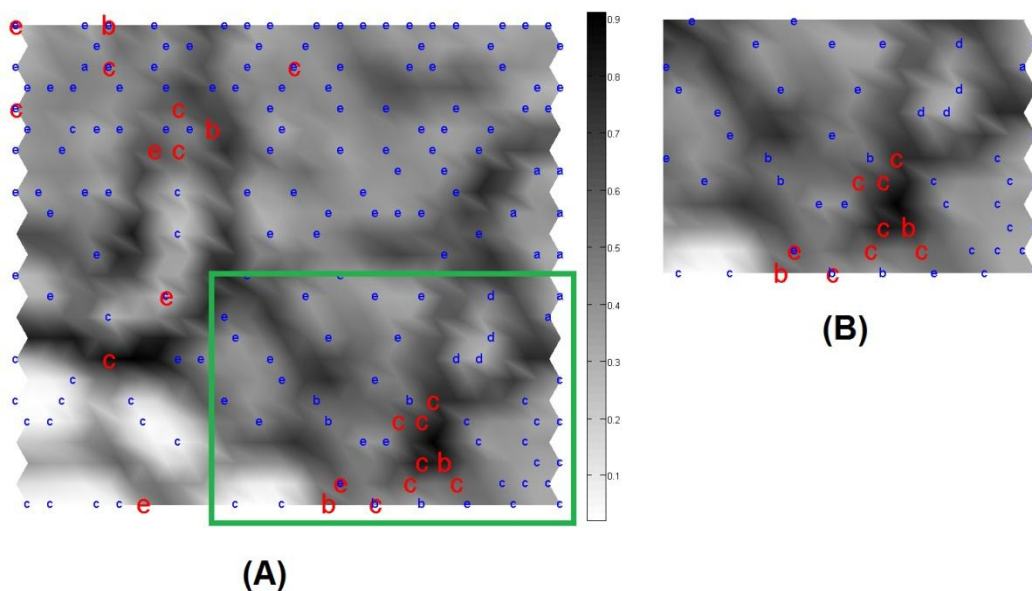 e e b e e e e e e e e e e e e e e
e e e e e e
e a c e e e e e e e
e e e e e e e e e e e
e c e e e e e e
e c e e e e b e e
e e e c e e e e
e e a
e e e e c e e e e
e e e e e a a
e c e e
e e a a
e e
e c e e e d a
c e a
e e d
c c e e e d d
c e c
c c c e b b c
c c c e b c c c
c e e c c
c b c
e c c c c c
c c c c e c c b c b e c c
0.9
0.8
0.7
0.6
0.5
0.4
0.3
0.2
0.1
(A)
e e
e e e d
e a
e e e d
e d d
e e
e b b c c
e b c c c
e e c c
c b c
e c c c c c
c c b c b b e c
(B)